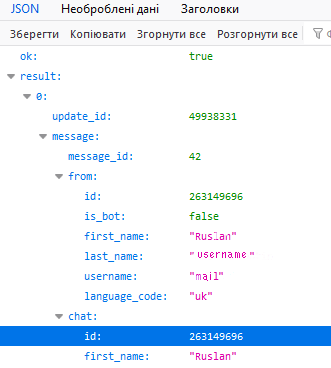 JSON Необроблені дані Заголовки
Зберегти Копіювати Згорнути все Розгорнути все
ok: true
result:
0:
update_id: 49938331
message:
message_id: 42
from:
id: 263149696
is_bot: false
first_name: "Ruslan"
last_name: "username"
username: "mail"
language_code: "uk"
chat:
id: 263149696
first_name: "Ruslan"